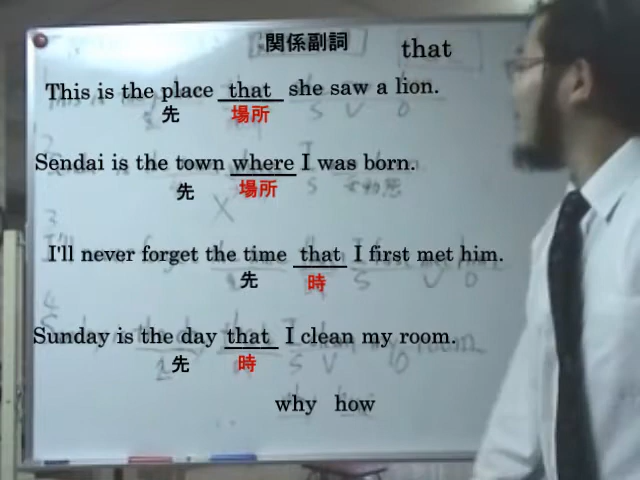 関係副詞 that
This is the place that she saw a lion.
先 場所
Sendai is the town where I was born.
先 場所
I'll never forget the time that I first met him.
先 時
Sunday is the day that I clean my room.
先 時
why how